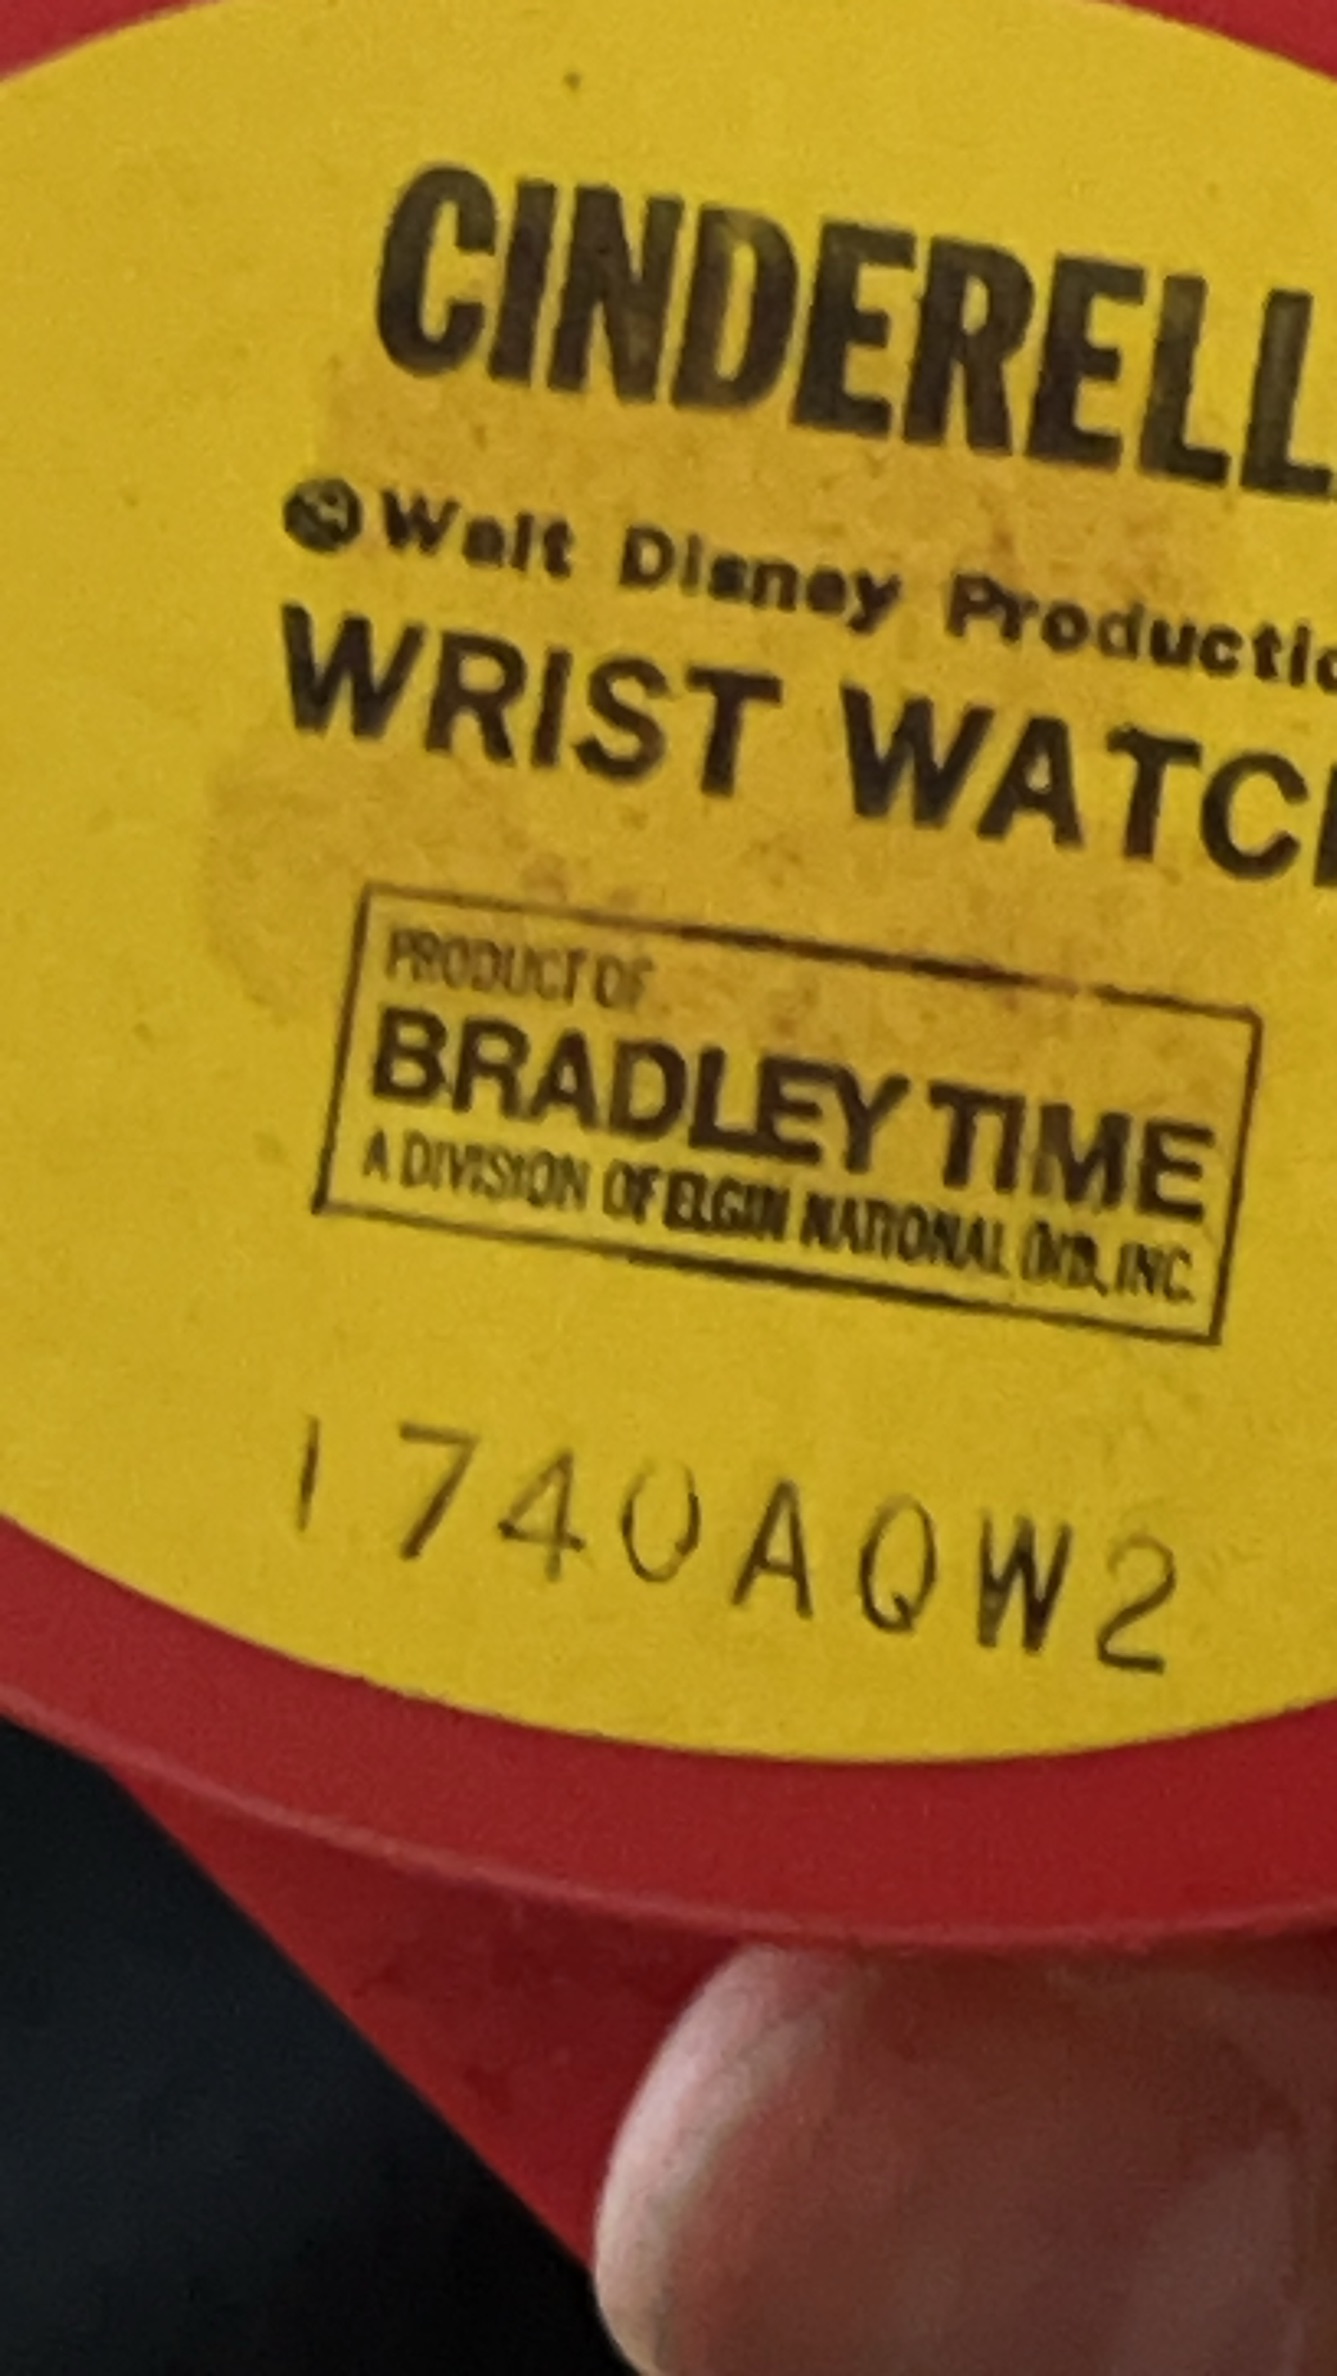 CINDERELL
©Walt Disney Productio
WRIST WATC
PRODUCT OF
BRADLEY TIME
A DIVISION OF ELGIN NATIONAL IND., INC.
1740AQW2